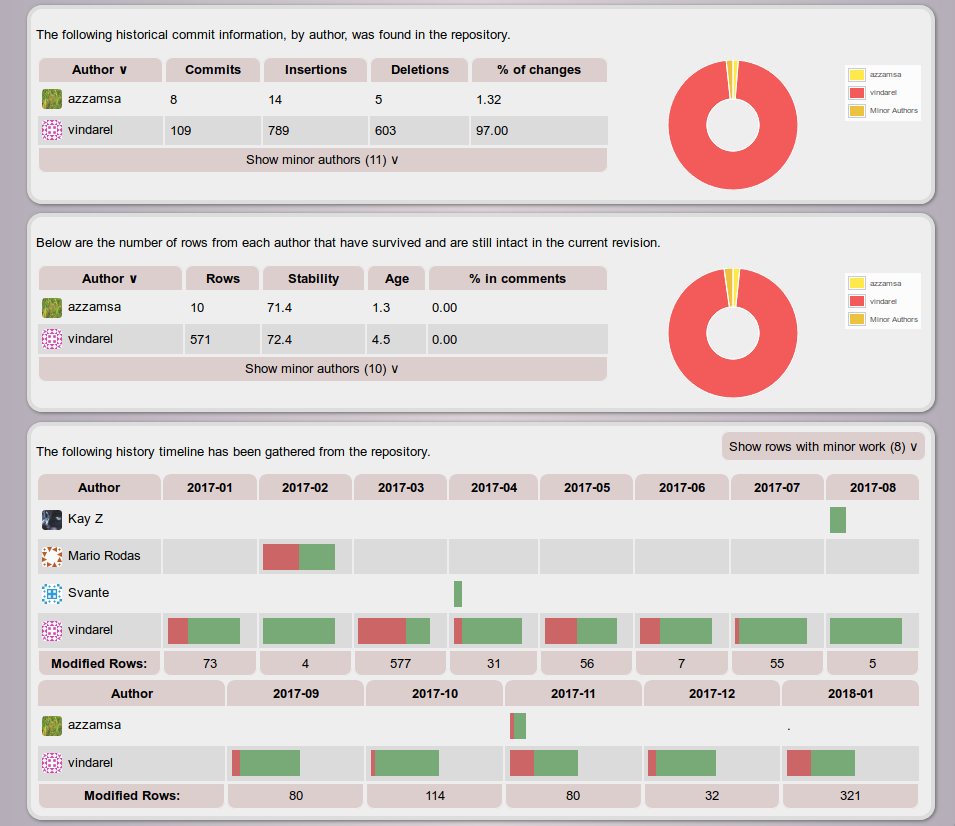 The following historical commit information, by author, was found in the repository.
Author ∨ Commits Insertions Deletions % of changes
azzamsa 8 14 5 1.32
vindarel 109 789 603 97.00
Show minor authors (11) ∨
azzamsa
vindarel
Minor Authors
Below are the number of rows from each author that have survived and are still intact in the current revision.
Author ∨ Rows Stability Age % in comments
azzamsa 10 71.4 1.3 0.00
vindarel 571 72.4 4.5 0.00
Show minor authors (10) ∨
azzamsa
vindarel
Minor Authors
The following history timeline has been gathered from the repository.
Show rows with minor work (8) ∨
Author 2017-01 2017-02 2017-03 2017-04 2017-05 2017-06 2017-07 2017-08
Kay Z
Mario Rodas
Svante
vindarel
Modified Rows: 73 4 577 31 56 7 55 5
Author 2017-09 2017-10 2017-11 2017-12 2018-01
azzamsa .
vindarel
Modified Rows: 80 114 80 32 321